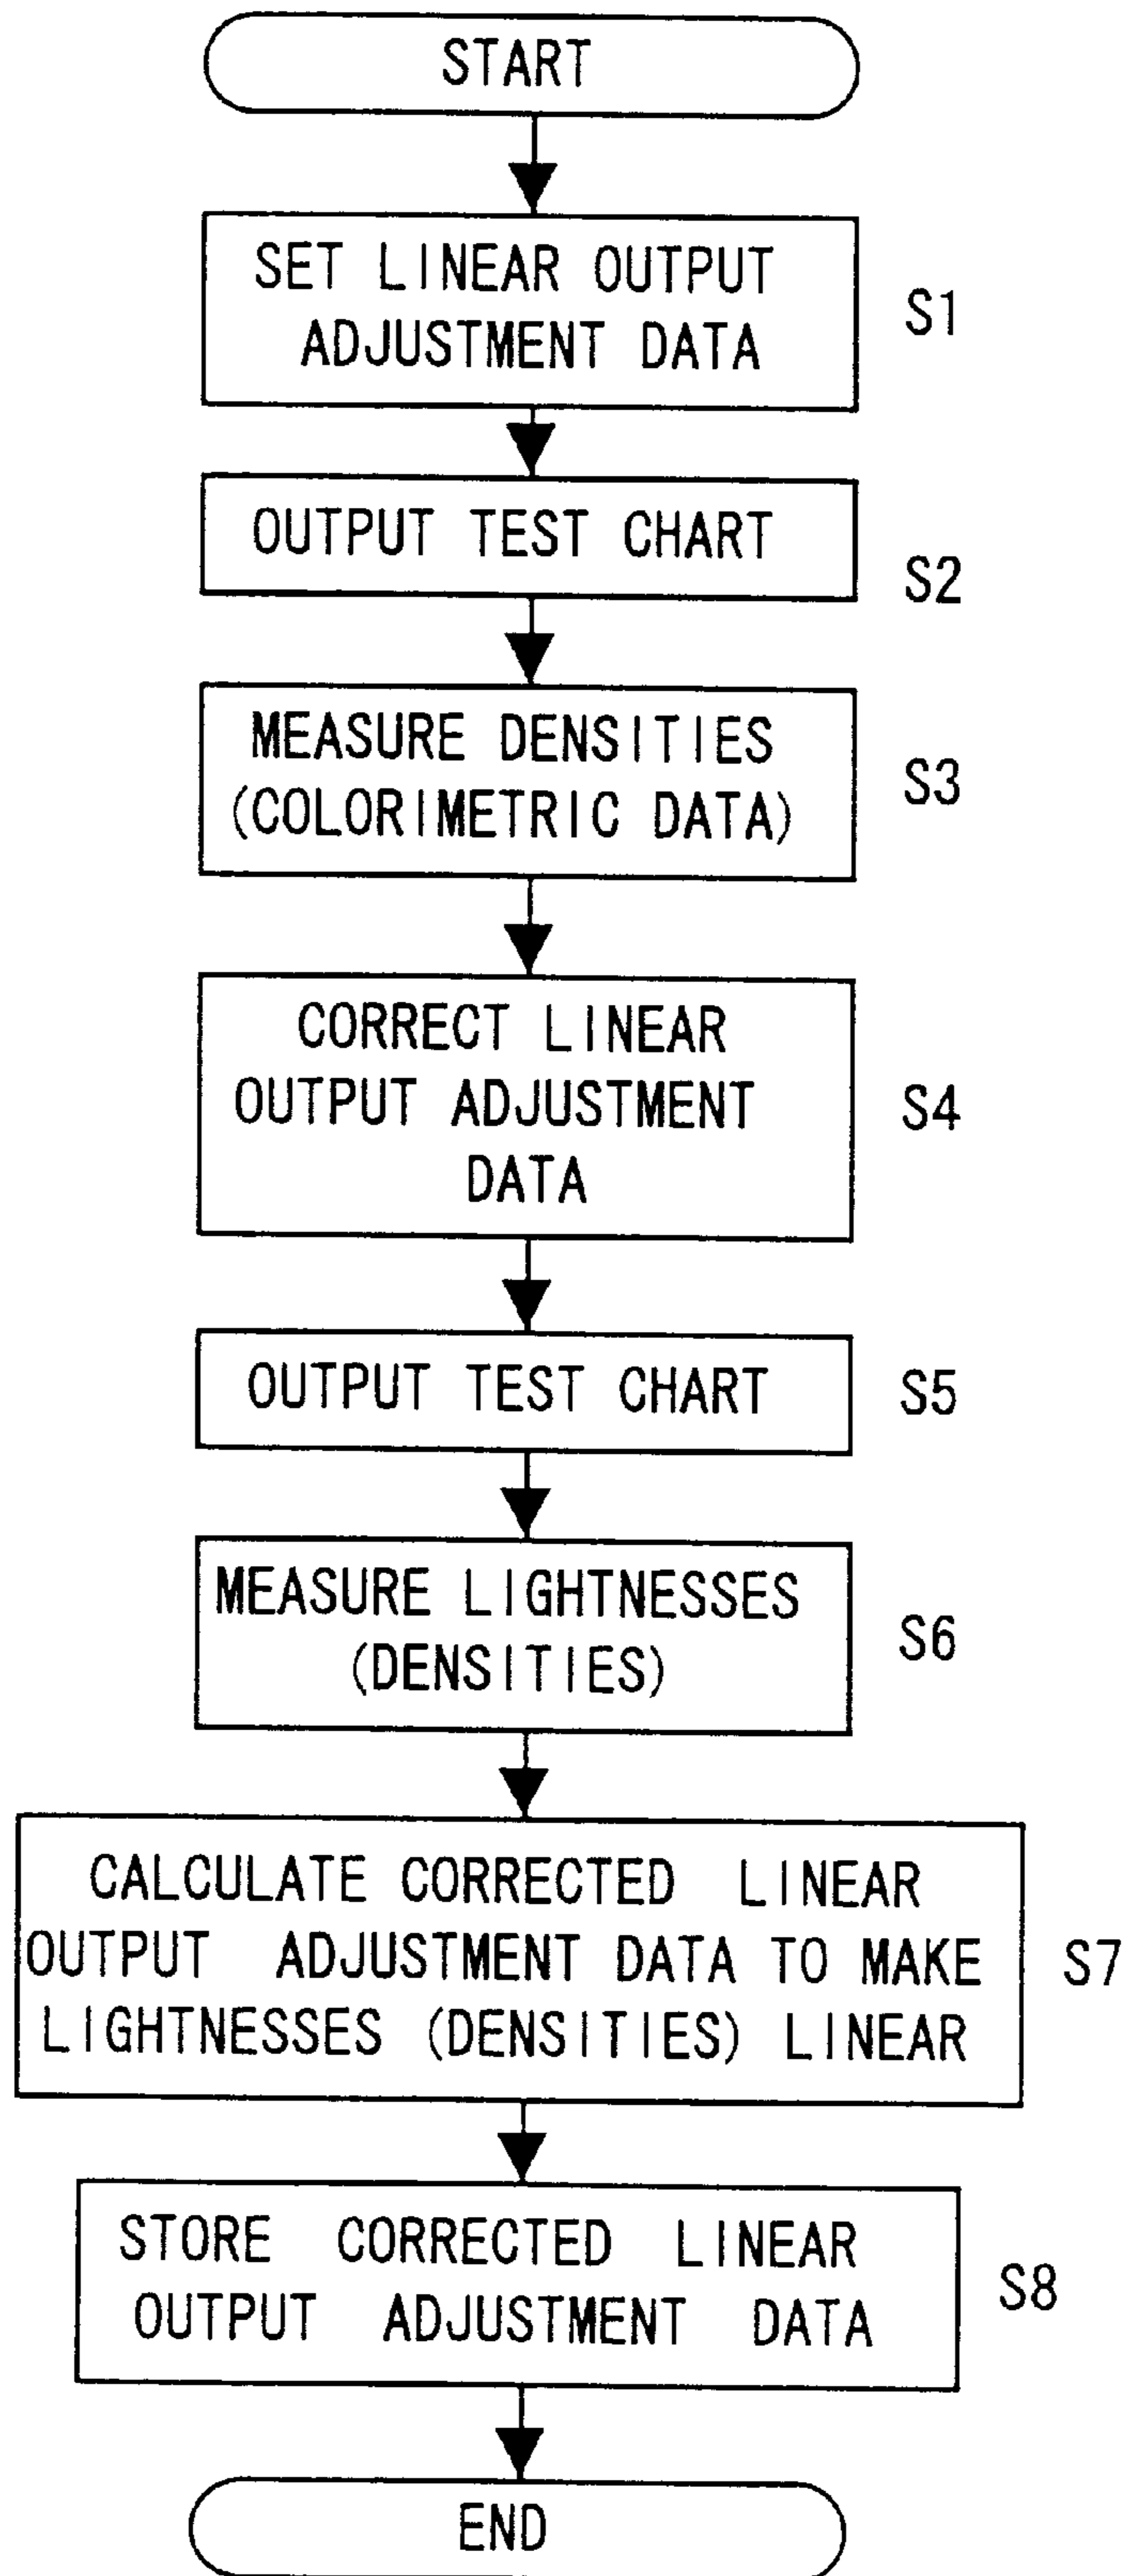 START
SET LINEAR OUTPUT
ADJUSTMENT DATA
S1
OUTPUT TEST CHART
S2
MEASURE DENSITIES
(COLORIMETRIC DATA)
S3
CORRECT LINEAR
OUTPUT ADJUSTMENT
DATA
S4
OUTPUT TEST CHART
S5
MEASURE LIGHTNESSES
(DENSITIES)
S6
CALCULATE CORRECTED LINEAR
OUTPUT ADJUSTMENT DATA TO MAKE
LIGHTNESSES (DENSITIES) LINEAR
S7
STORE CORRECTED LINEAR
OUTPUT ADJUSTMENT DATA
S8
END